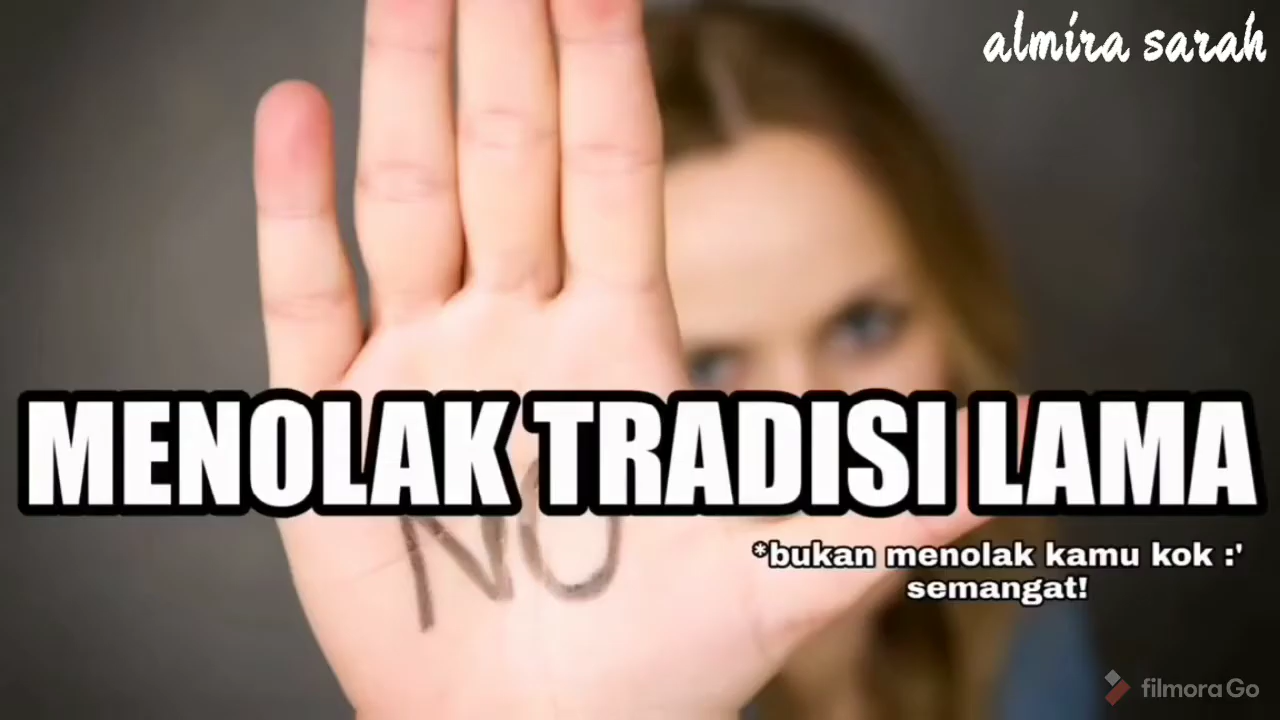 almira sarah
MENOLAK TRADISI LAMA
NO
*bukan menolak kamu kok :'
semangat!
filmoraGo